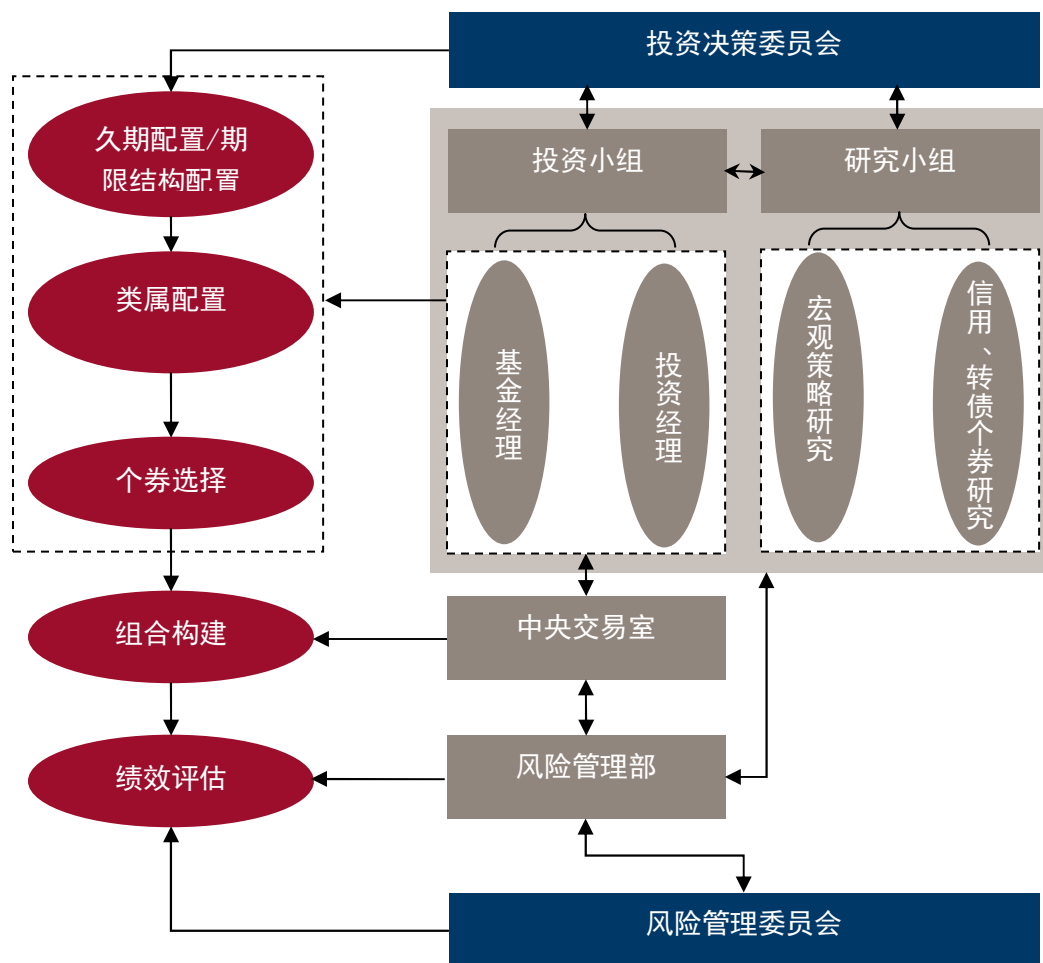 投资决策委员会
久期配置/期
限结构配置
投资小组
研究小组
类属配置
基金经理
投资经理
宏观策略研究
信用、转债个券研究
个券选择
组合构建
中央交易室
绩效评估
风险管理部
风险管理委员会